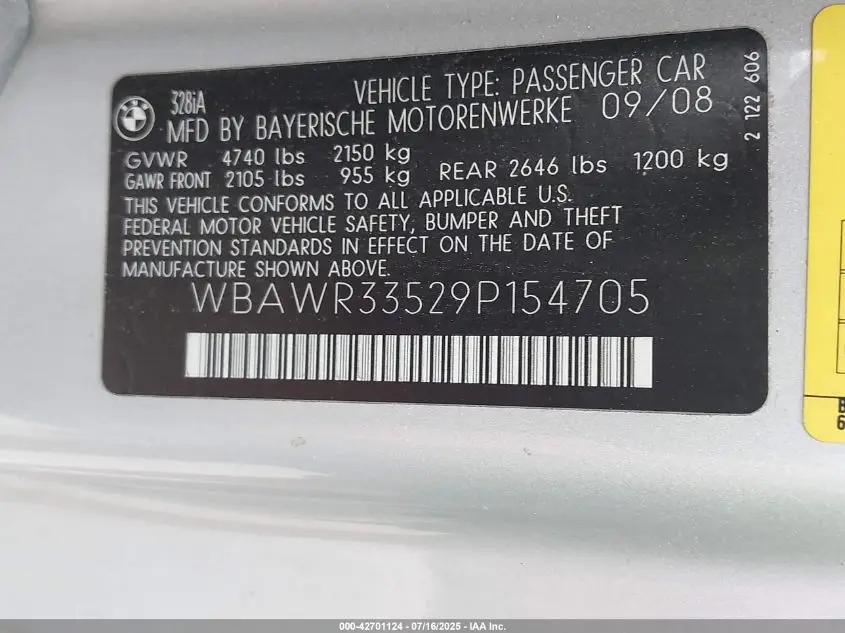 BMW
328iA
VEHICLE TYPE: PASSENGER CAR
MFD BY BAYERISCHE MOTORENWERKE 09/08
GVWR 4740 lbs 2150 kg
GAWR FRONT 2105 lbs 955 kg REAR 2646 lbs 1200 kg
THIS VEHICLE CONFORMS TO ALL APPLICABLE U.S.
FEDERAL MOTOR VEHICLE SAFETY, BUMPER AND THEFT
PREVENTION STANDARDS IN EFFECT ON THE DATE OF
MANUFACTURE SHOWN ABOVE.
WBAWR33529P154705
2 122 606
000-42701124 - 07/16/2025 - IAA Inc.